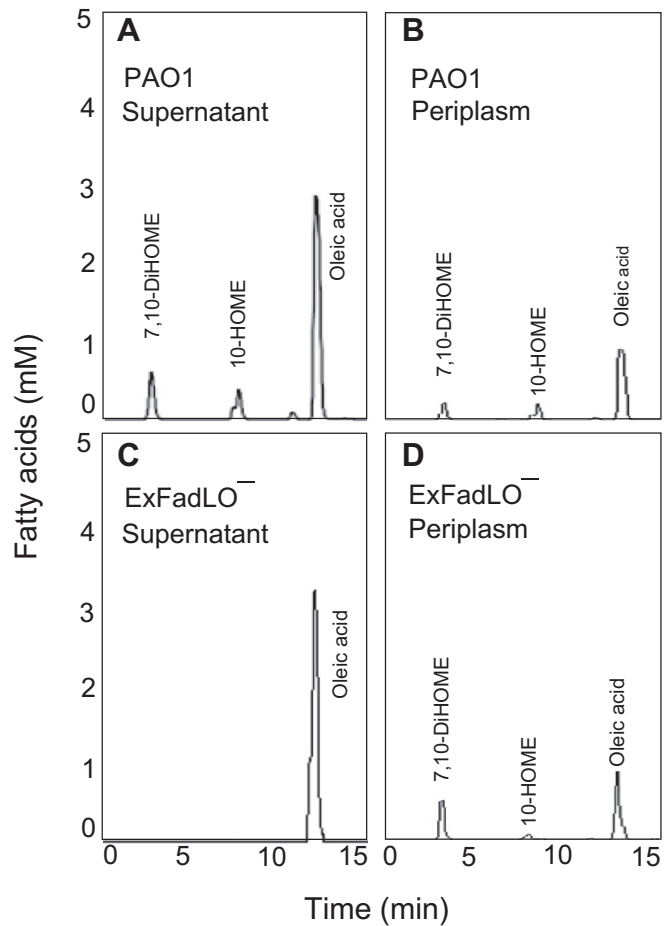 A
PAO1
Supernatant
7,10-DiHOME
10-HOME
Oleic acid
B
PAO1
Periplasm
7,10-DiHOME
10-HOME
Oleic acid
5
4
3
2
1
0
C
ExFadLO¯
Supernatant
Oleic acid
D
ExFadLO¯
Periplasm
7,10-DiHOME
10-HOME
Oleic acid
5
4
3
2
1
0
0 5 10 15
0 5 10 15
Fatty acids (mM)
Time (min)